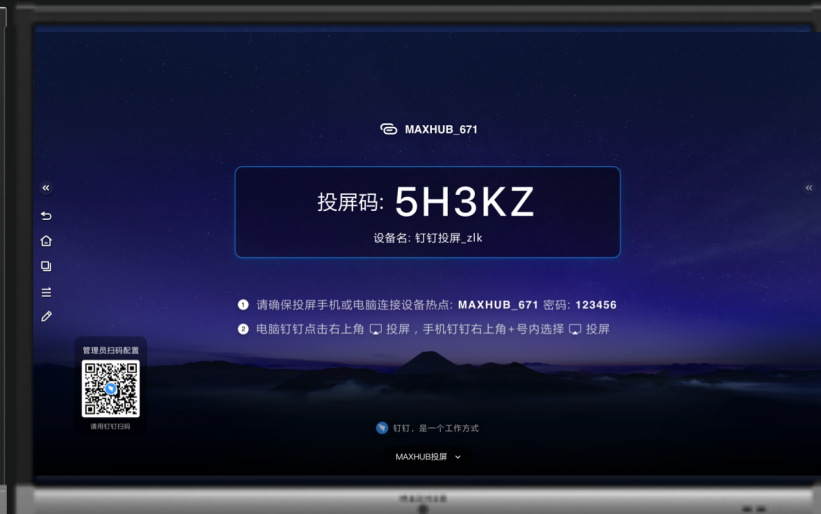 MAXHUB_671
投屏码: 5H3KZ
设备名: 钉钉投屏_zlk
1 请确保投屏手机或电脑连接设备热点: MAXHUB_671 密码: 123456
2 电脑钉钉点击右上角 投屏，手机钉钉右上角+号内选择 投屏
管理员扫码配置
请用钉钉扫码
钉钉，是一个工作方式
MAXHUB投屏